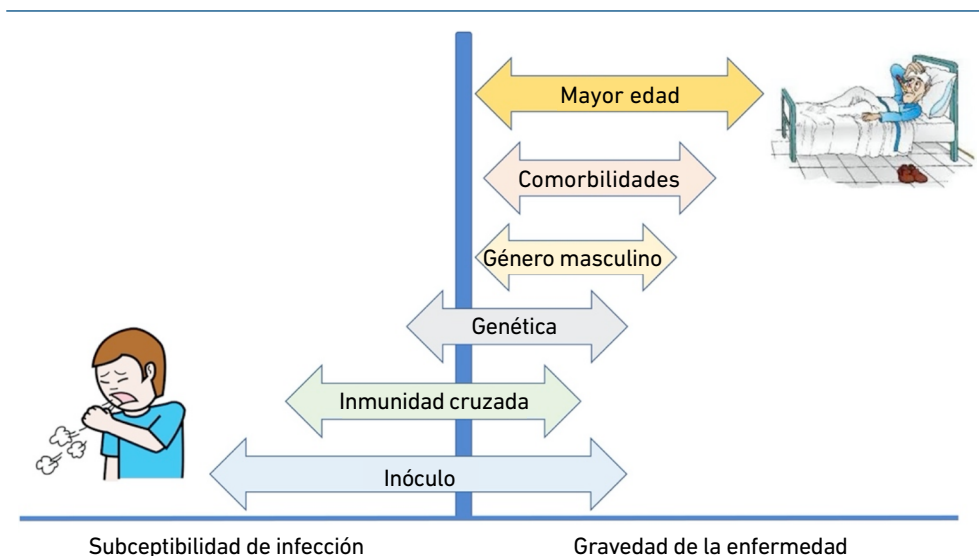 Mayor edad
Comorbilidades
Género masculino
Genética
Inmunidad cruzada
Inóculo
Subceptibilidad de infección
Gravedad de la enfermedad